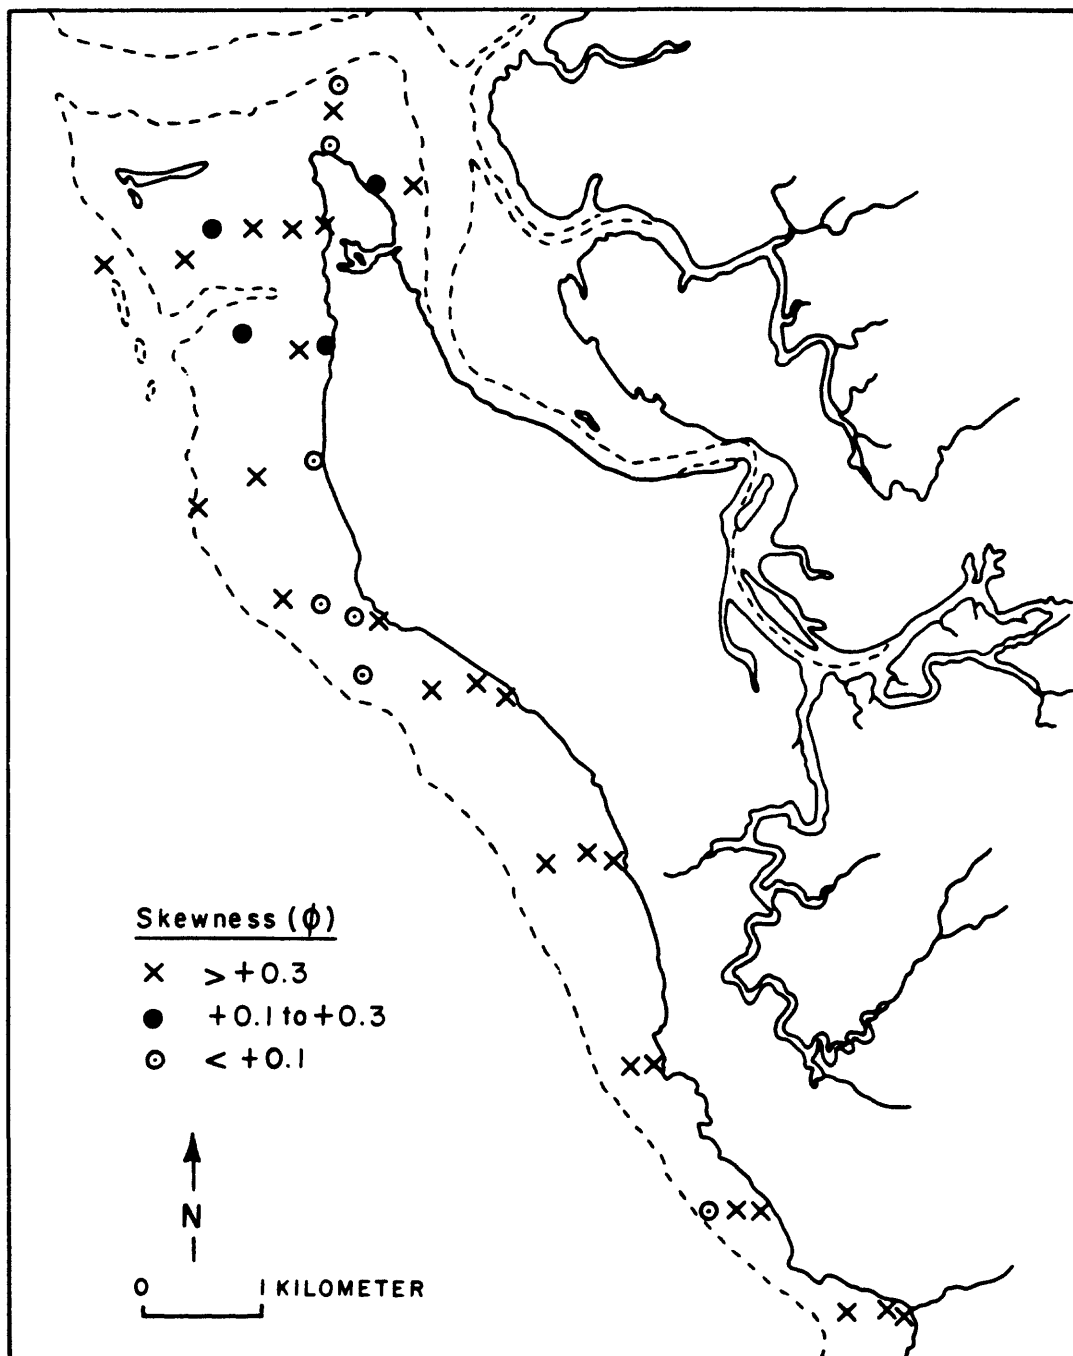 Skewness (ϕ)
> +0.3
+0.1 to +0.3
< +0.1
N
0 1 KILOMETER